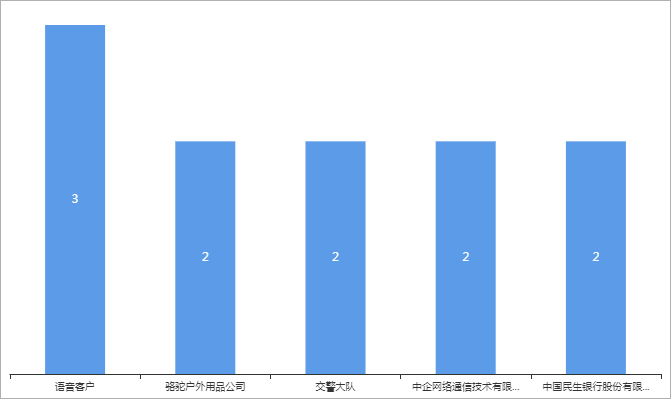 3
2
2
2
2
语音客户
骆驼户外用品公司
交警大队
中企网络通信技术有限...
中国民生银行股份有限...